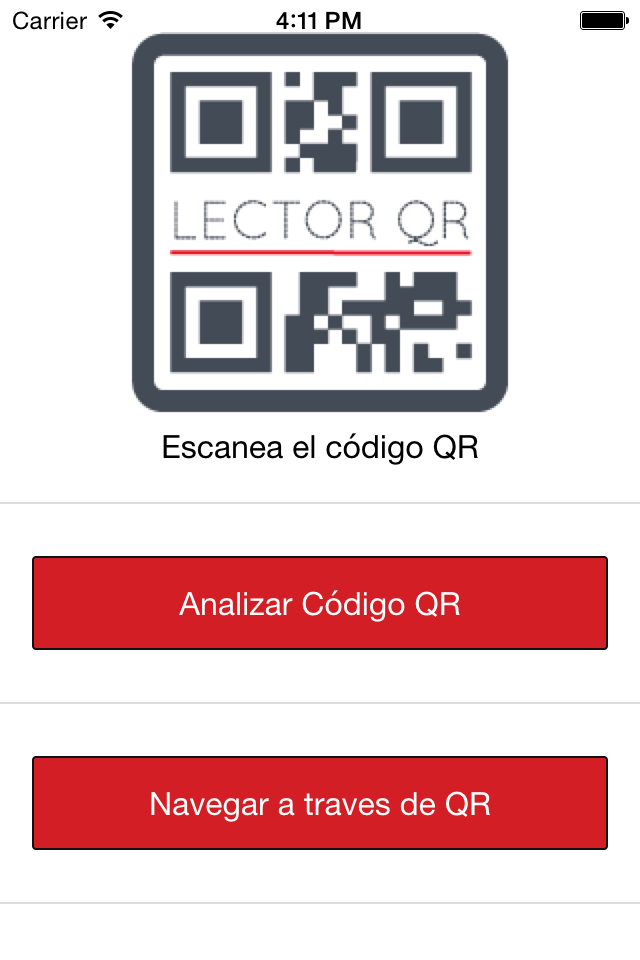 Carrier 4:11 PM
LECTOR QR
Escanea el código QR
Analizar Código QR
Navegar a traves de QR